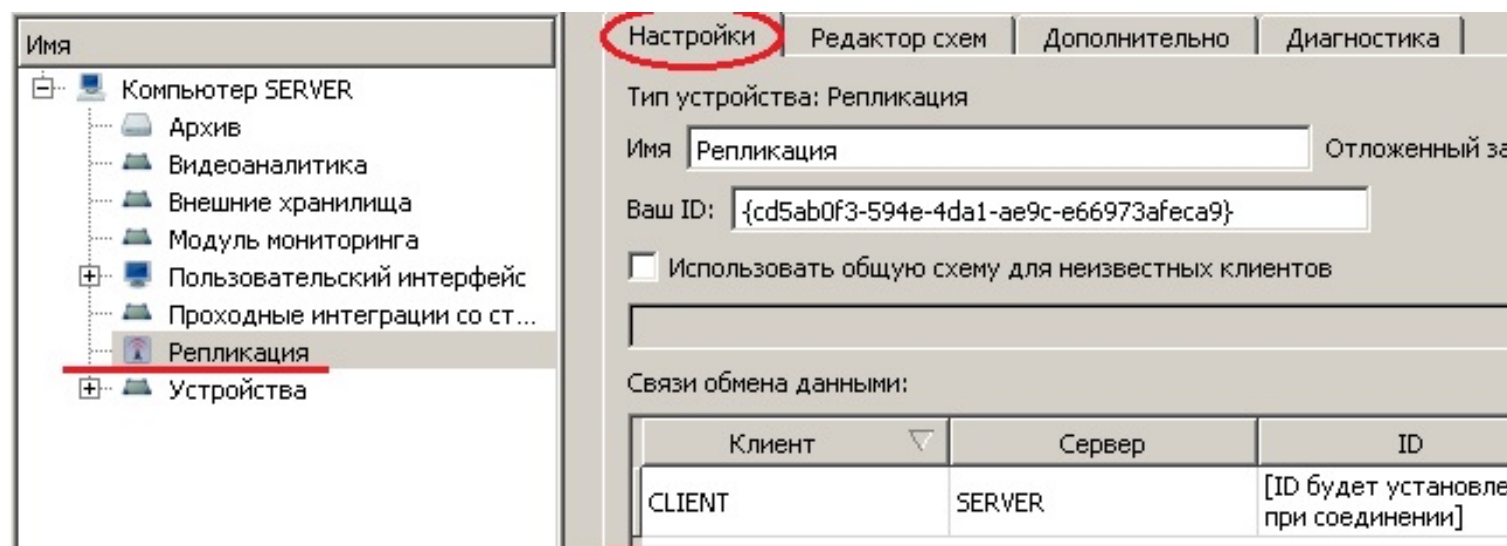 Имя
Компьютер SERVER
Архив
Видеоаналитика
Внешние хранилища
Модуль мониторинга
Пользовательский интерфейс
Проходные интеграции со ст...
Репликация
Устройства
Настройки Редактор схем Дополнительно Диагностика
Тип устройства: Репликация
Имя Репликация Отложенный за
Ваш ID: {cd5ab0f3-594e-4da1-ae9c-e66973afeca9}
Использовать общую схему для неизвестных клиентов
Связи обмена данными:
Клиент Сервер ID
CLIENT SERVER [ID будет установле
при соединении]